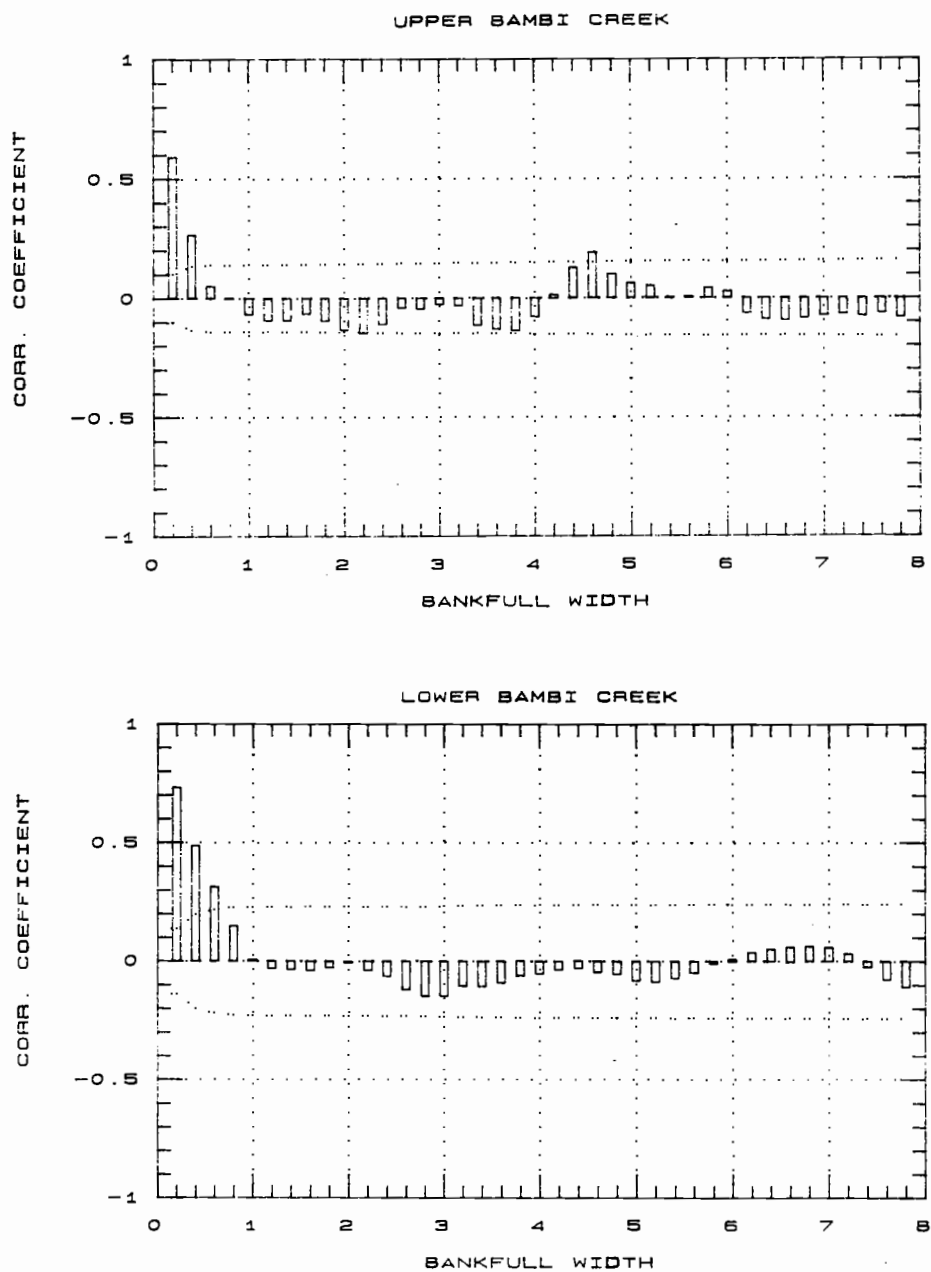 UPPER BAMBI CREEK
CORR. COEFFICIENT
1
0.5
0
-0.5
-1
0 1 2 3 4 5 6 7 8
BANKFULL WIDTH
LOWER BAMBI CREEK
CORR. COEFFICIENT
1
0.5
0
-0.5
-1
0 1 2 3 4 5 6 7 8
BANKFULL WIDTH